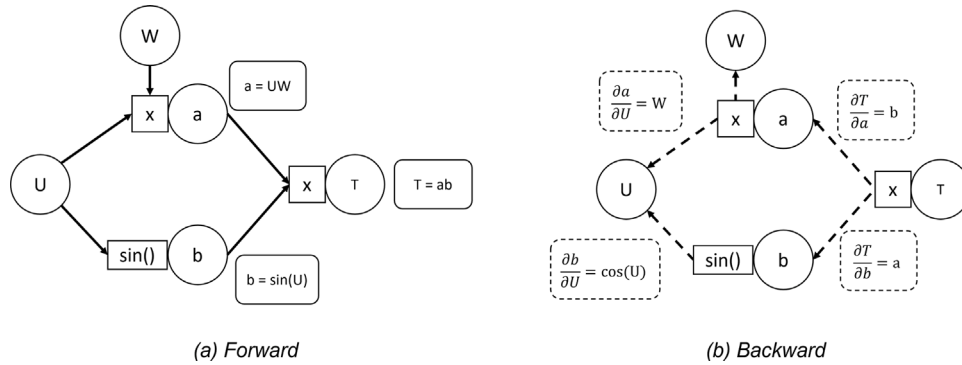 W
x
a
a = UW
U
x
T
T = ab
sin()
b
b = sin(U)
(a) Forward
W
∂a/∂U = W
x
a
∂T/∂a = b
U
x
T
∂b/∂U = cos(U)
sin()
b
∂T/∂b = a
(b) Backward